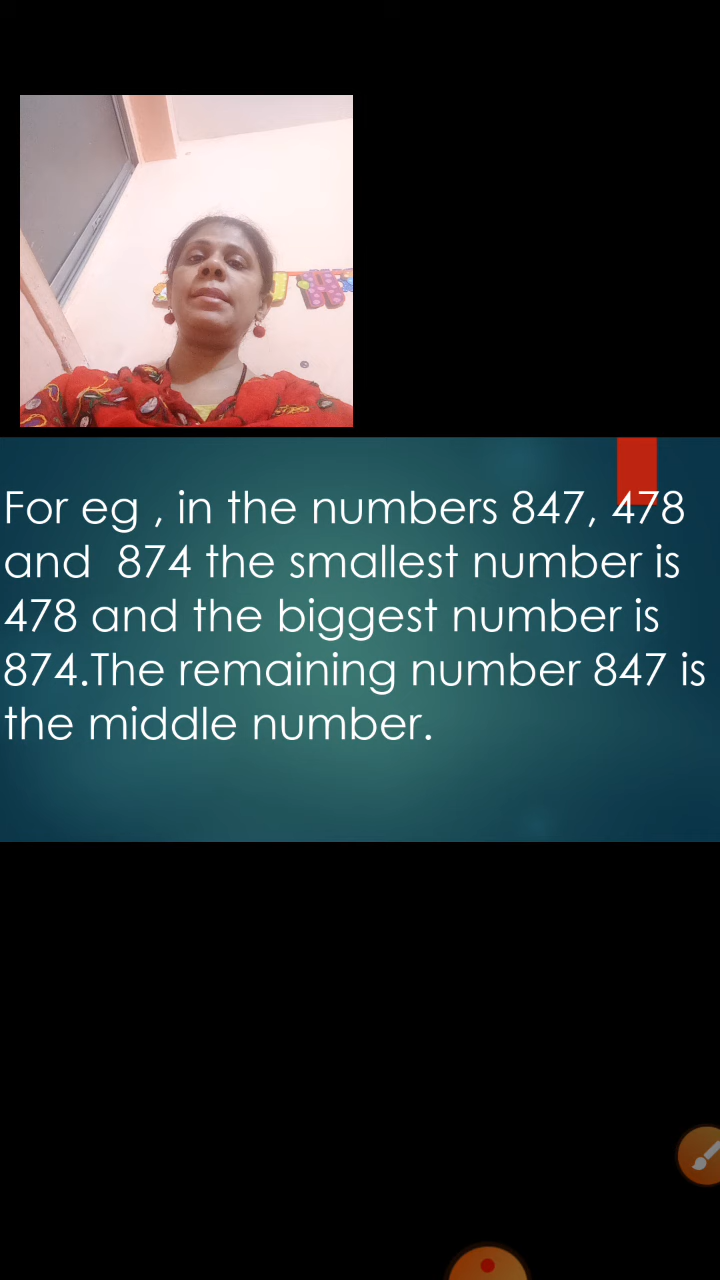 For eg , in the numbers 847, 478
and  874 the smallest number is
478 and the biggest number is
874.The remaining number 847 is
the middle number.